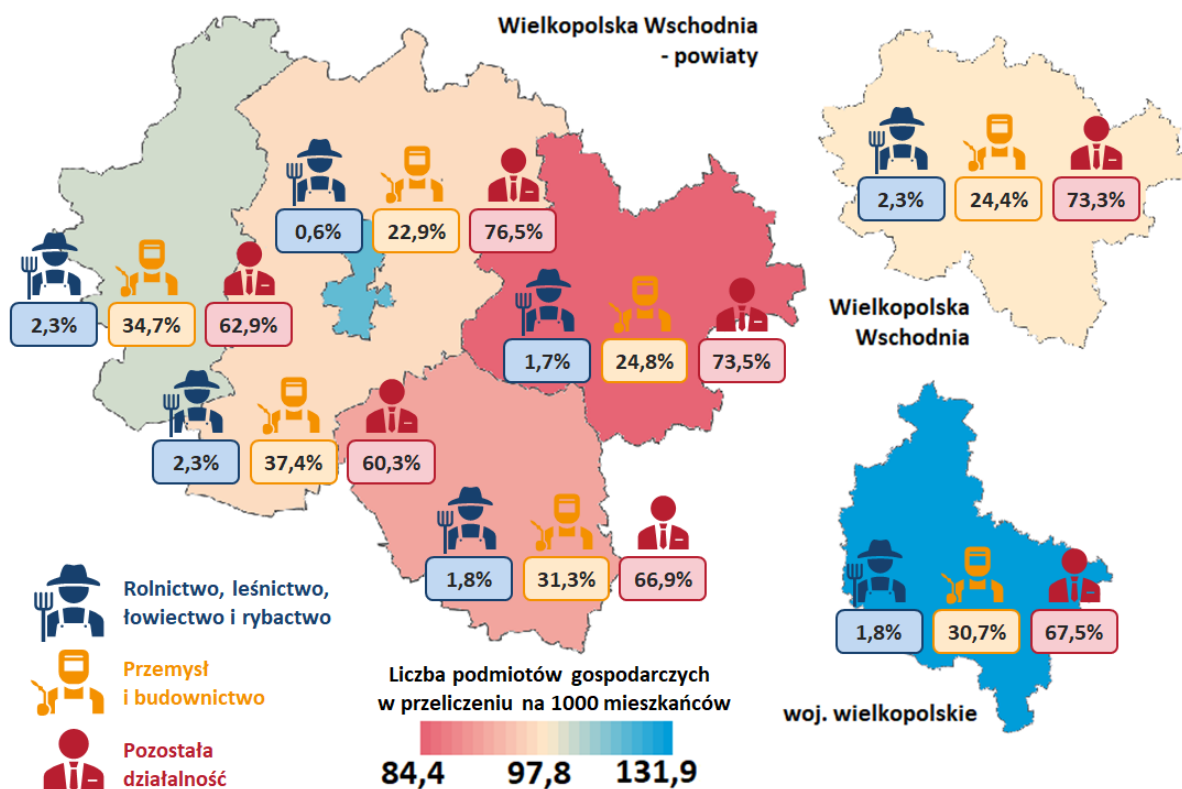 Wielkopolska Wschodnia
- powiaty
0,6% 22,9% 76,5%
2,3% 34,7% 62,9%
1,7% 24,8% 73,5%
2,3% 37,4% 60,3%
1,8% 31,3% 66,9%
2,3% 24,4% 73,3%
Wielkopolska
Wschodnia
1,8% 30,7% 67,5%
woj. wielkopolskie
Rolnictwo, leśnictwo,
łowiectwo i rybactwo
Przemysł
i budownictwo
Pozostała
działalność
Liczba podmiotów gospodarczych
w przeliczeniu na 1000 mieszkańców
84,4 97,8 131,9